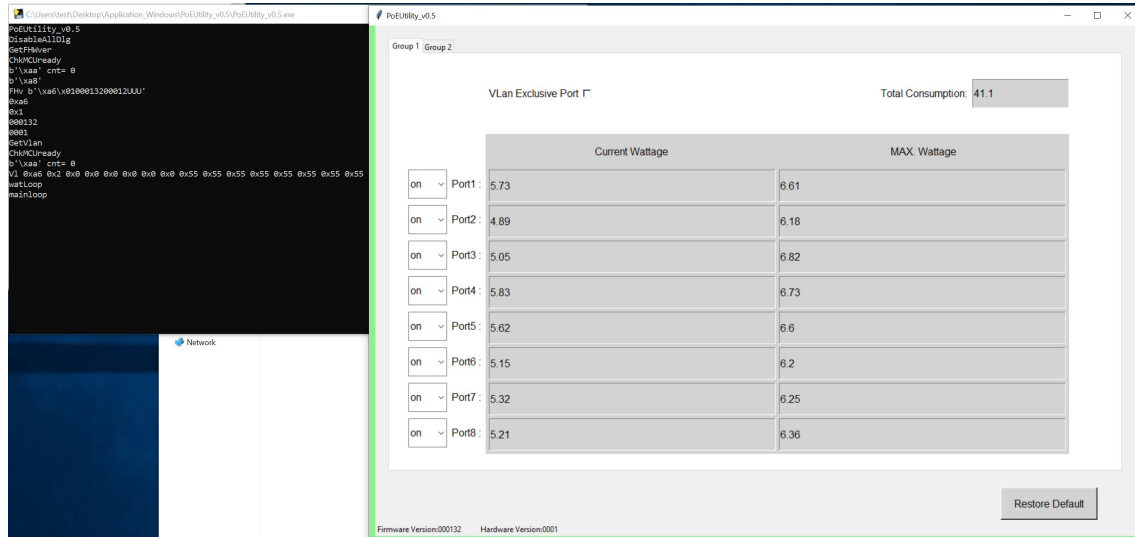 C:\Users\test\Desktop\Application_Windows\PoEUtility_v0.5\PoEUtility_v0.5.exe
PoEUtility_v0.5
DisableAllDlg
GetFHWver
ChkMCUready
b'\xaa' cnt= 0
b'\xa8'
FHv b'\xa6\x0100013200012UUU'
0xa6
0x1
000132
0001
GetVlan
ChkMCUready
b'\xaa' cnt= 0
Vl 0xa6 0x2 0x0 0x0 0x0 0x0 0x0 0x0 0x55 0x55 0x55 0x55 0x55 0x55 0x55 0x55
watLoop
mainloop
Network
PoEUtility_v0.5
Group 1 Group 2
VLan Exclusive Port Total Consumption: 41.1
Current Wattage MAX. Wattage
on Port1 : 5.73 6.61
on Port2 : 4.89 6.18
on Port3 : 5.05 6.82
on Port4 : 5.83 6.73
on Port5 : 5.62 6.6
on Port6 : 5.15 6.2
on Port7 : 5.32 6.25
on Port8 : 5.21 6.36
Restore Default
Firmware Version:000132 Hardware Version:0001